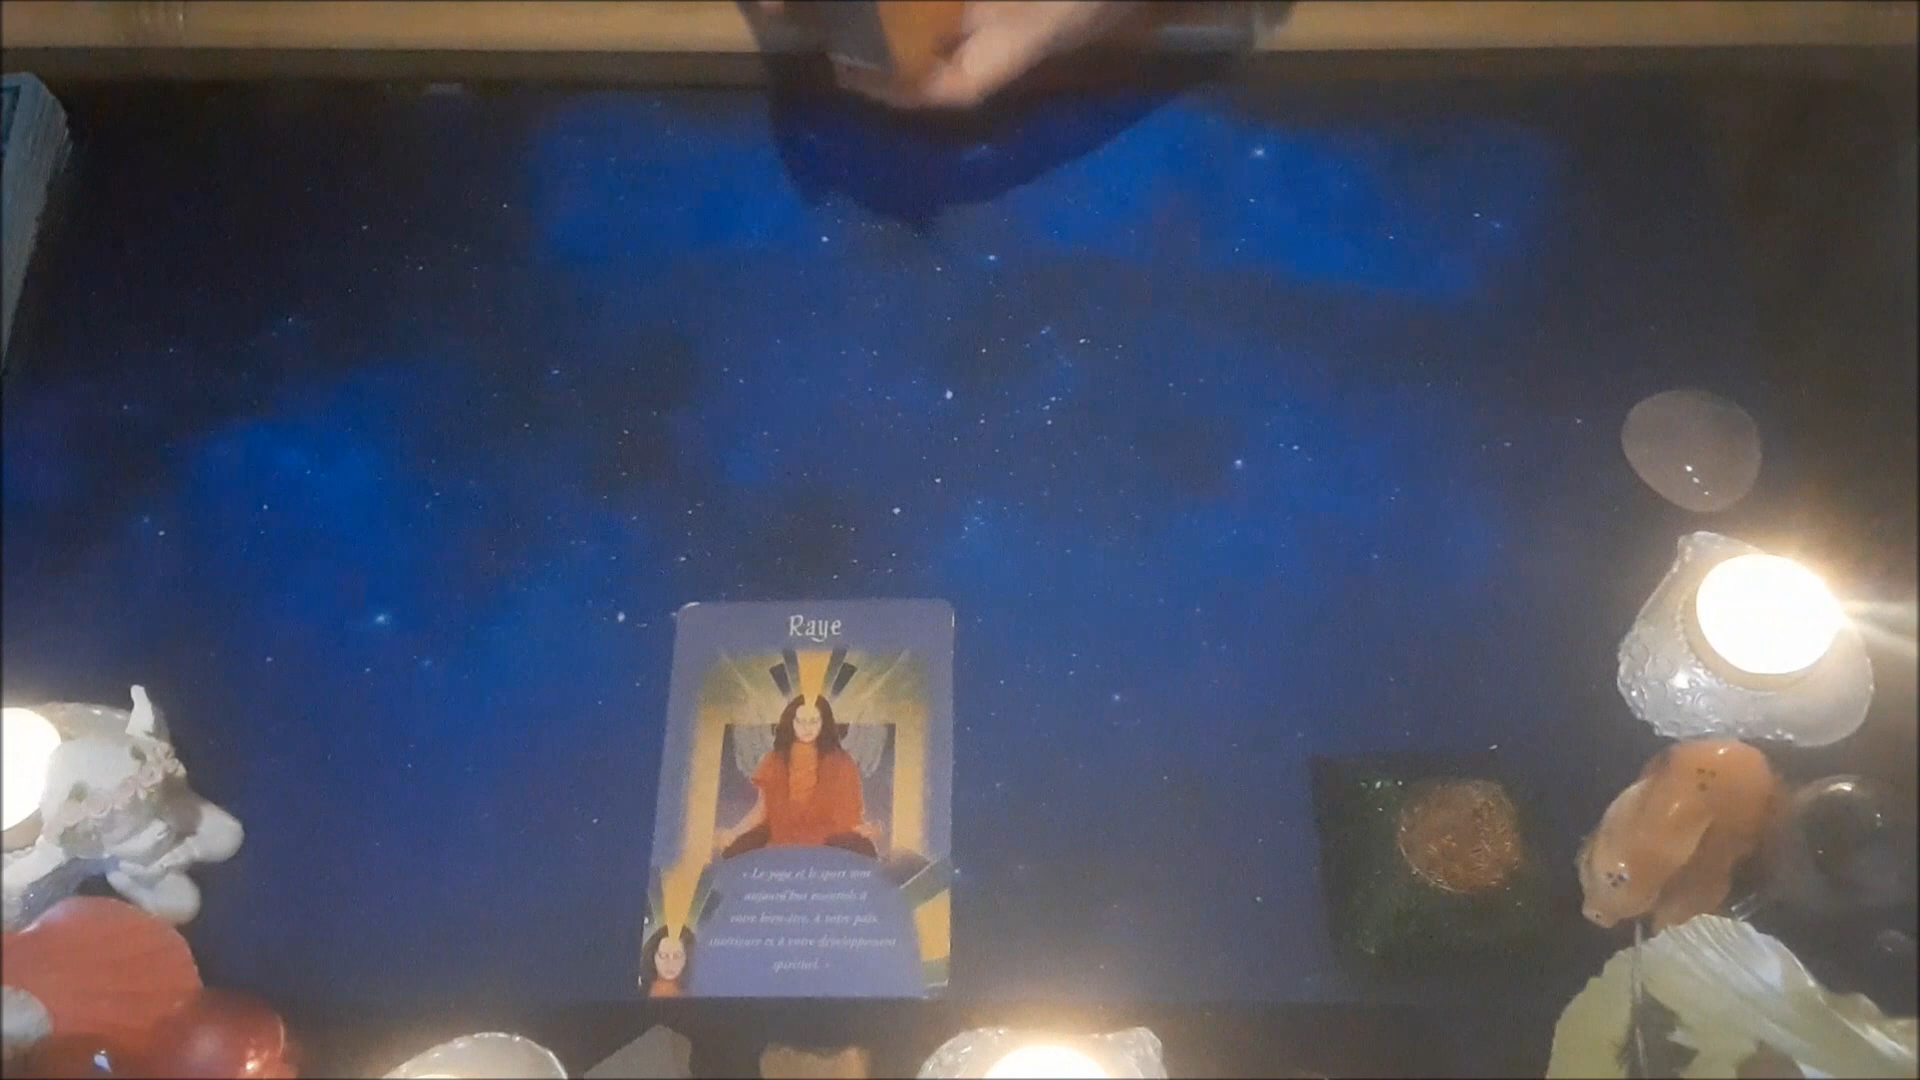 Raye
« Le yoga et le sport sont
aujourd'hui essentiels à
votre bien-être, à votre paix
intérieure et à votre développement
spirituel. »